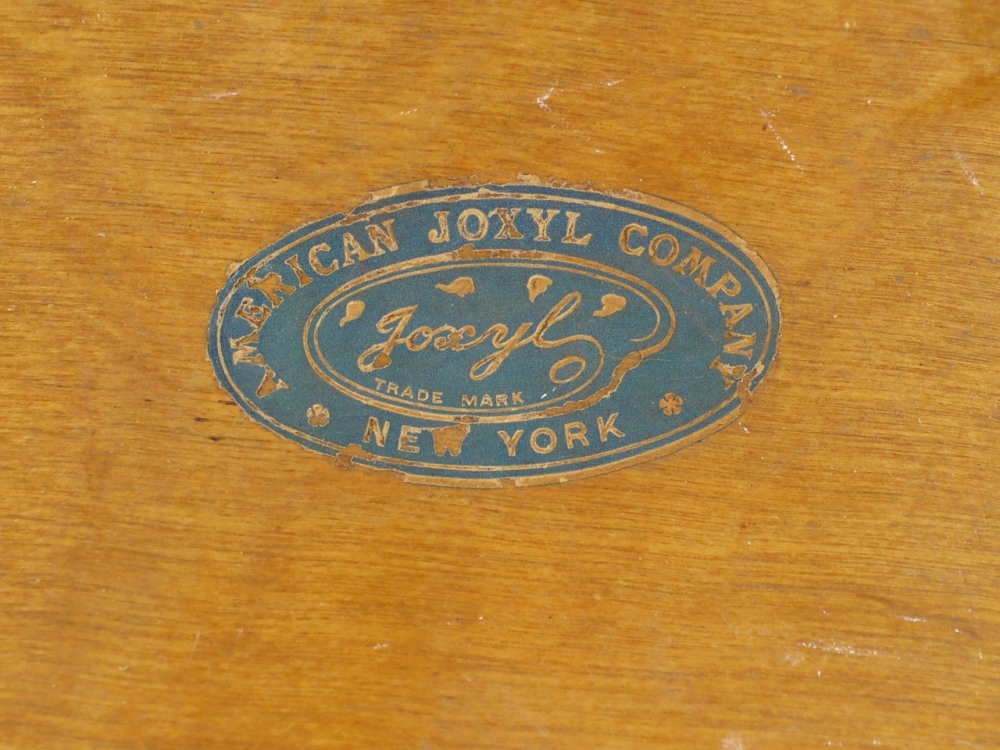 AMERICAN JOXYL COMPANY
Joxyl
TRADE MARK
NEW YORK